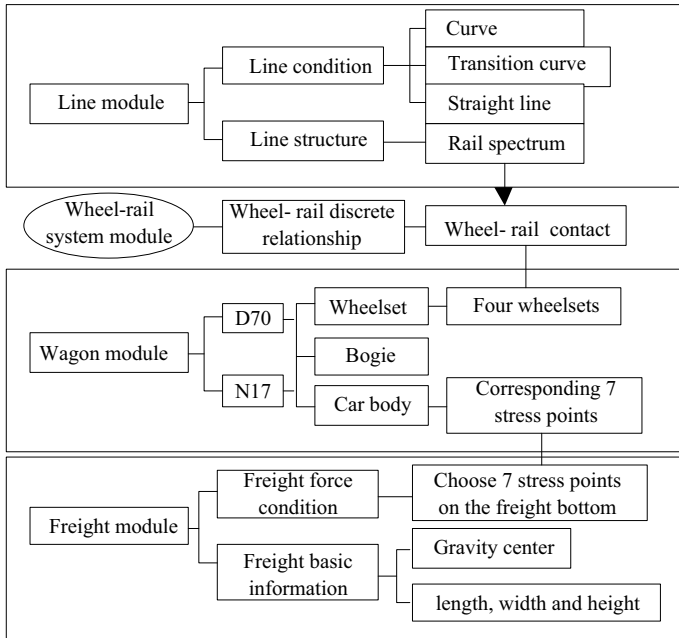 Curve
Line condition
Transition curve
Line module
Straight line
Line structure
Rail spectrum
Wheel-rail
system module
Wheel- rail discrete
relationship
Wheel- rail contact
D70
Wheelset
Four wheelsets
Wagon module
Bogie
N17
Car body
Corresponding 7
stress points
Freight force
condition
Choose 7 stress points
on the freight bottom
Freight module
Gravity center
Freight basic
information
length, width and height